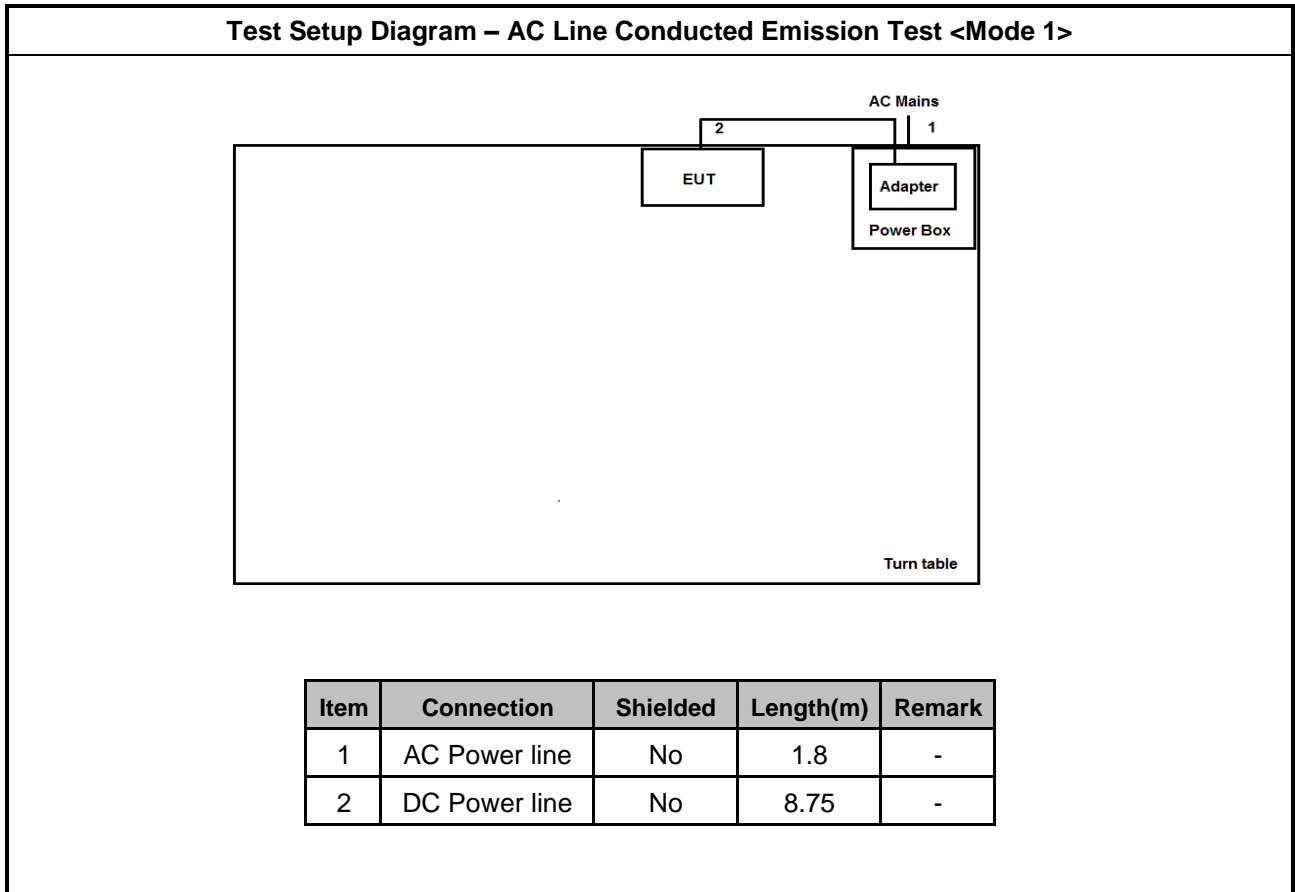 Test Setup Diagram – AC Line Conducted Emission Test <Mode 1>
AC Mains
2
1
EUT
Adapter
Power Box
Turn table
Item Connection Shielded Length(m) Remark
1 AC Power line No 1.8 -
2 DC Power line No 8.75 -